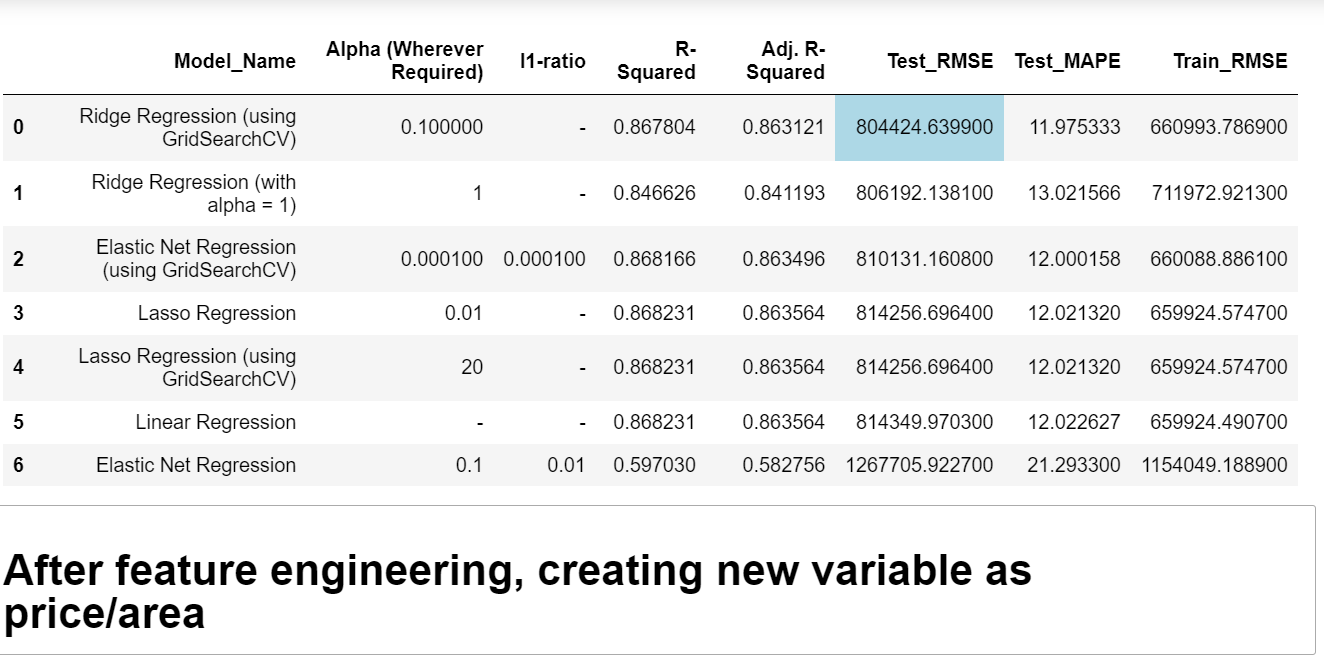 Model_Name Alpha (Wherever Required) l1-ratio R-Squared Adj. R-Squared Test_RMSE Test_MAPE Train_RMSE
0 Ridge Regression (using GridSearchCV) 0.100000 - 0.867804 0.863121 804424.639900 11.975333 660993.786900
1 Ridge Regression (with alpha = 1) 1 - 0.846626 0.841193 806192.138100 13.021566 711972.921300
2 Elastic Net Regression (using GridSearchCV) 0.000100 0.000100 0.868166 0.863496 810131.160800 12.000158 660088.886100
3 Lasso Regression 0.01 - 0.868231 0.863564 814256.696400 12.021320 659924.574700
4 Lasso Regression (using GridSearchCV) 20 - 0.868231 0.863564 814256.696400 12.021320 659924.574700
5 Linear Regression - - 0.868231 0.863564 814349.970300 12.022627 659924.490700
6 Elastic Net Regression 0.1 0.01 0.597030 0.582756 1267705.922700 21.293300 1154049.188900
After feature engineering, creating new variable as
price/area